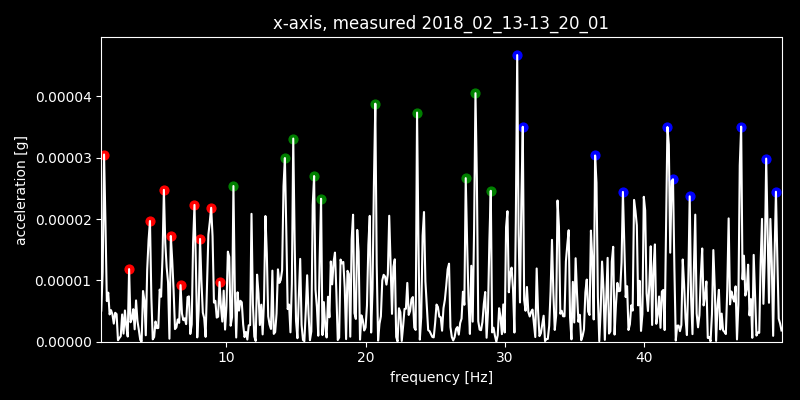 x-axis, measured 2018_02_13-13_20_01
acceleration [g]
0.00004
0.00003
0.00002
0.00001
0.00000
10 20 30 40
frequency [Hz]